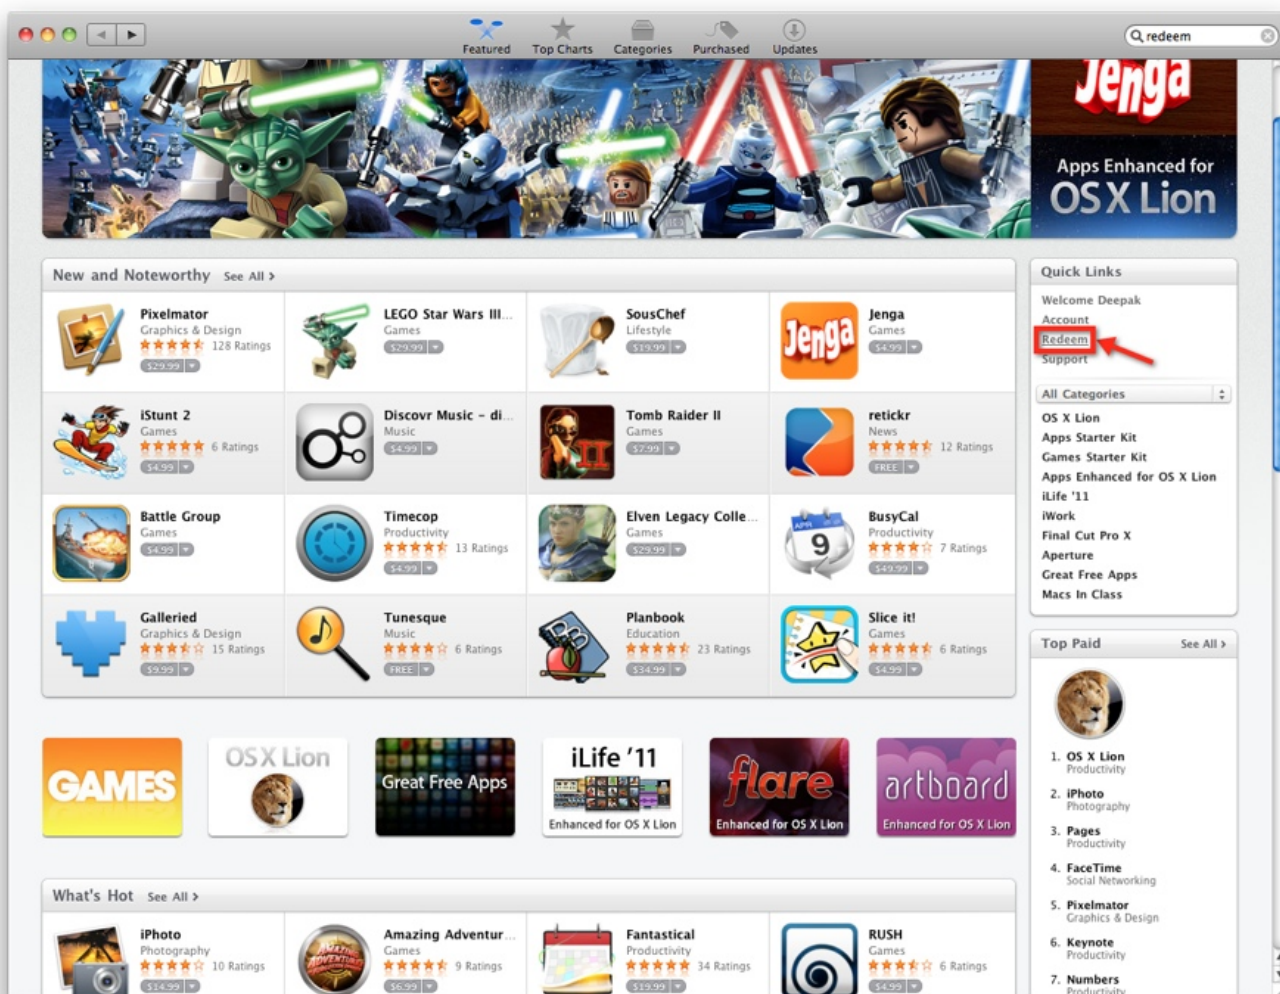 Featured
Top Charts
Categories
Purchased
Updates
redeem
Jenga
Apps Enhanced for
OS X Lion
New and Noteworthy See All >
Pixelmator
Graphics & Design
128 Ratings
$29.99
LEGO Star Wars III...
Games
$29.99
SousChef
Lifestyle
$19.99
Jenga
Jenga
Games
$4.99
iStunt 2
Games
6 Ratings
$4.99
Discovr Music - di...
Music
$4.99
II
Tomb Raider II
Games
$7.99
retickr
News
12 Ratings
FREE
Battle Group
Games
$4.99
Timecop
Productivity
13 Ratings
$4.99
Elven Legacy Colle...
Games
$29.99
APR
9
BusyCal
Productivity
7 Ratings
$49.99
Galleried
Graphics & Design
15 Ratings
$9.99
Tunesque
Music
6 Ratings
FREE
Planbook
Education
23 Ratings
$34.99
Slice it!
Games
6 Ratings
$4.99
Quick Links
Welcome Deepak
Account
Redeem
Support
All Categories
OS X Lion
Apps Starter Kit
Games Starter Kit
Apps Enhanced for OS X Lion
iLife '11
iWork
Final Cut Pro X
Aperture
Great Free Apps
Macs In Class
Top Paid See All >
1. OS X Lion
Productivity
2. iPhoto
Photography
3. Pages
Productivity
4. FaceTime
Social Networking
5. Pixelmator
Graphics & Design
6. Keynote
Productivity
7. Numbers
Productivity
GAMES
OS X Lion
Great Free Apps
iLife '11
Enhanced for OS X Lion
flare
Enhanced for OS X Lion
artboard
Enhanced for OS X Lion
What's Hot See All >
iPhoto
Photography
10 Ratings
$14.99
AMAZING
Amazing Adventur...
Games
9 Ratings
$6.99
Fantastical
Productivity
34 Ratings
$19.99
RUSH
Games
6 Ratings
$4.99